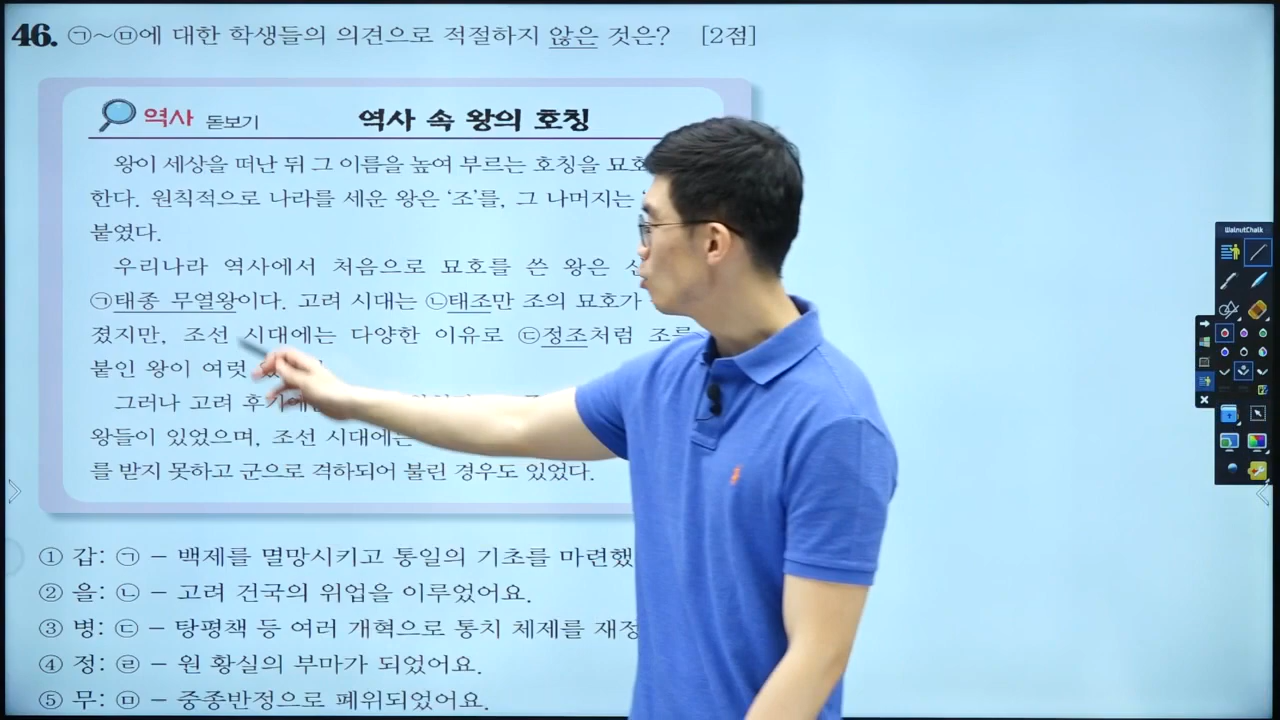 46. ㉠~㉤에 대한 학생들의 의견으로 적절하지 않은 것은? [2점]
역사 돋보기 역사 속 왕의 호칭
왕이 세상을 떠난 뒤 그 이름을 높여 부르는 호칭을
한다. 원칙적으로 나라를 세운 왕은 '조'를, 그 나머지는
붙였다.
우리나라 역사에서 처음으로 묘호를 쓴 왕은
㉠태종 무열왕이다. 고려 시대는 ㉡태조만 조의 묘호가
졌지만, 조선 시대에는 다양한 이유로 ㉢정조처럼
붙인 왕이 여럿
그러나 고려
왕들이 있었으며, 조선 시대에는
를 받지 못하고 군으로 격하되어 불린 경우도 있었다.
① 갑: ㉠ - 백제를 멸망시키고 통일의 기초를
② 을: ㉡ - 고려 건국의 위업을 이루었어요.
③ 병: ㉢ - 탕평책 등 여러 개혁으로 통치 체제를
④ 정: ㉣ - 원 황실의 부마가 되었어요.
⑤ 무: ㉤ - 중종반정으로 폐위되었어요.
WalnutChalk